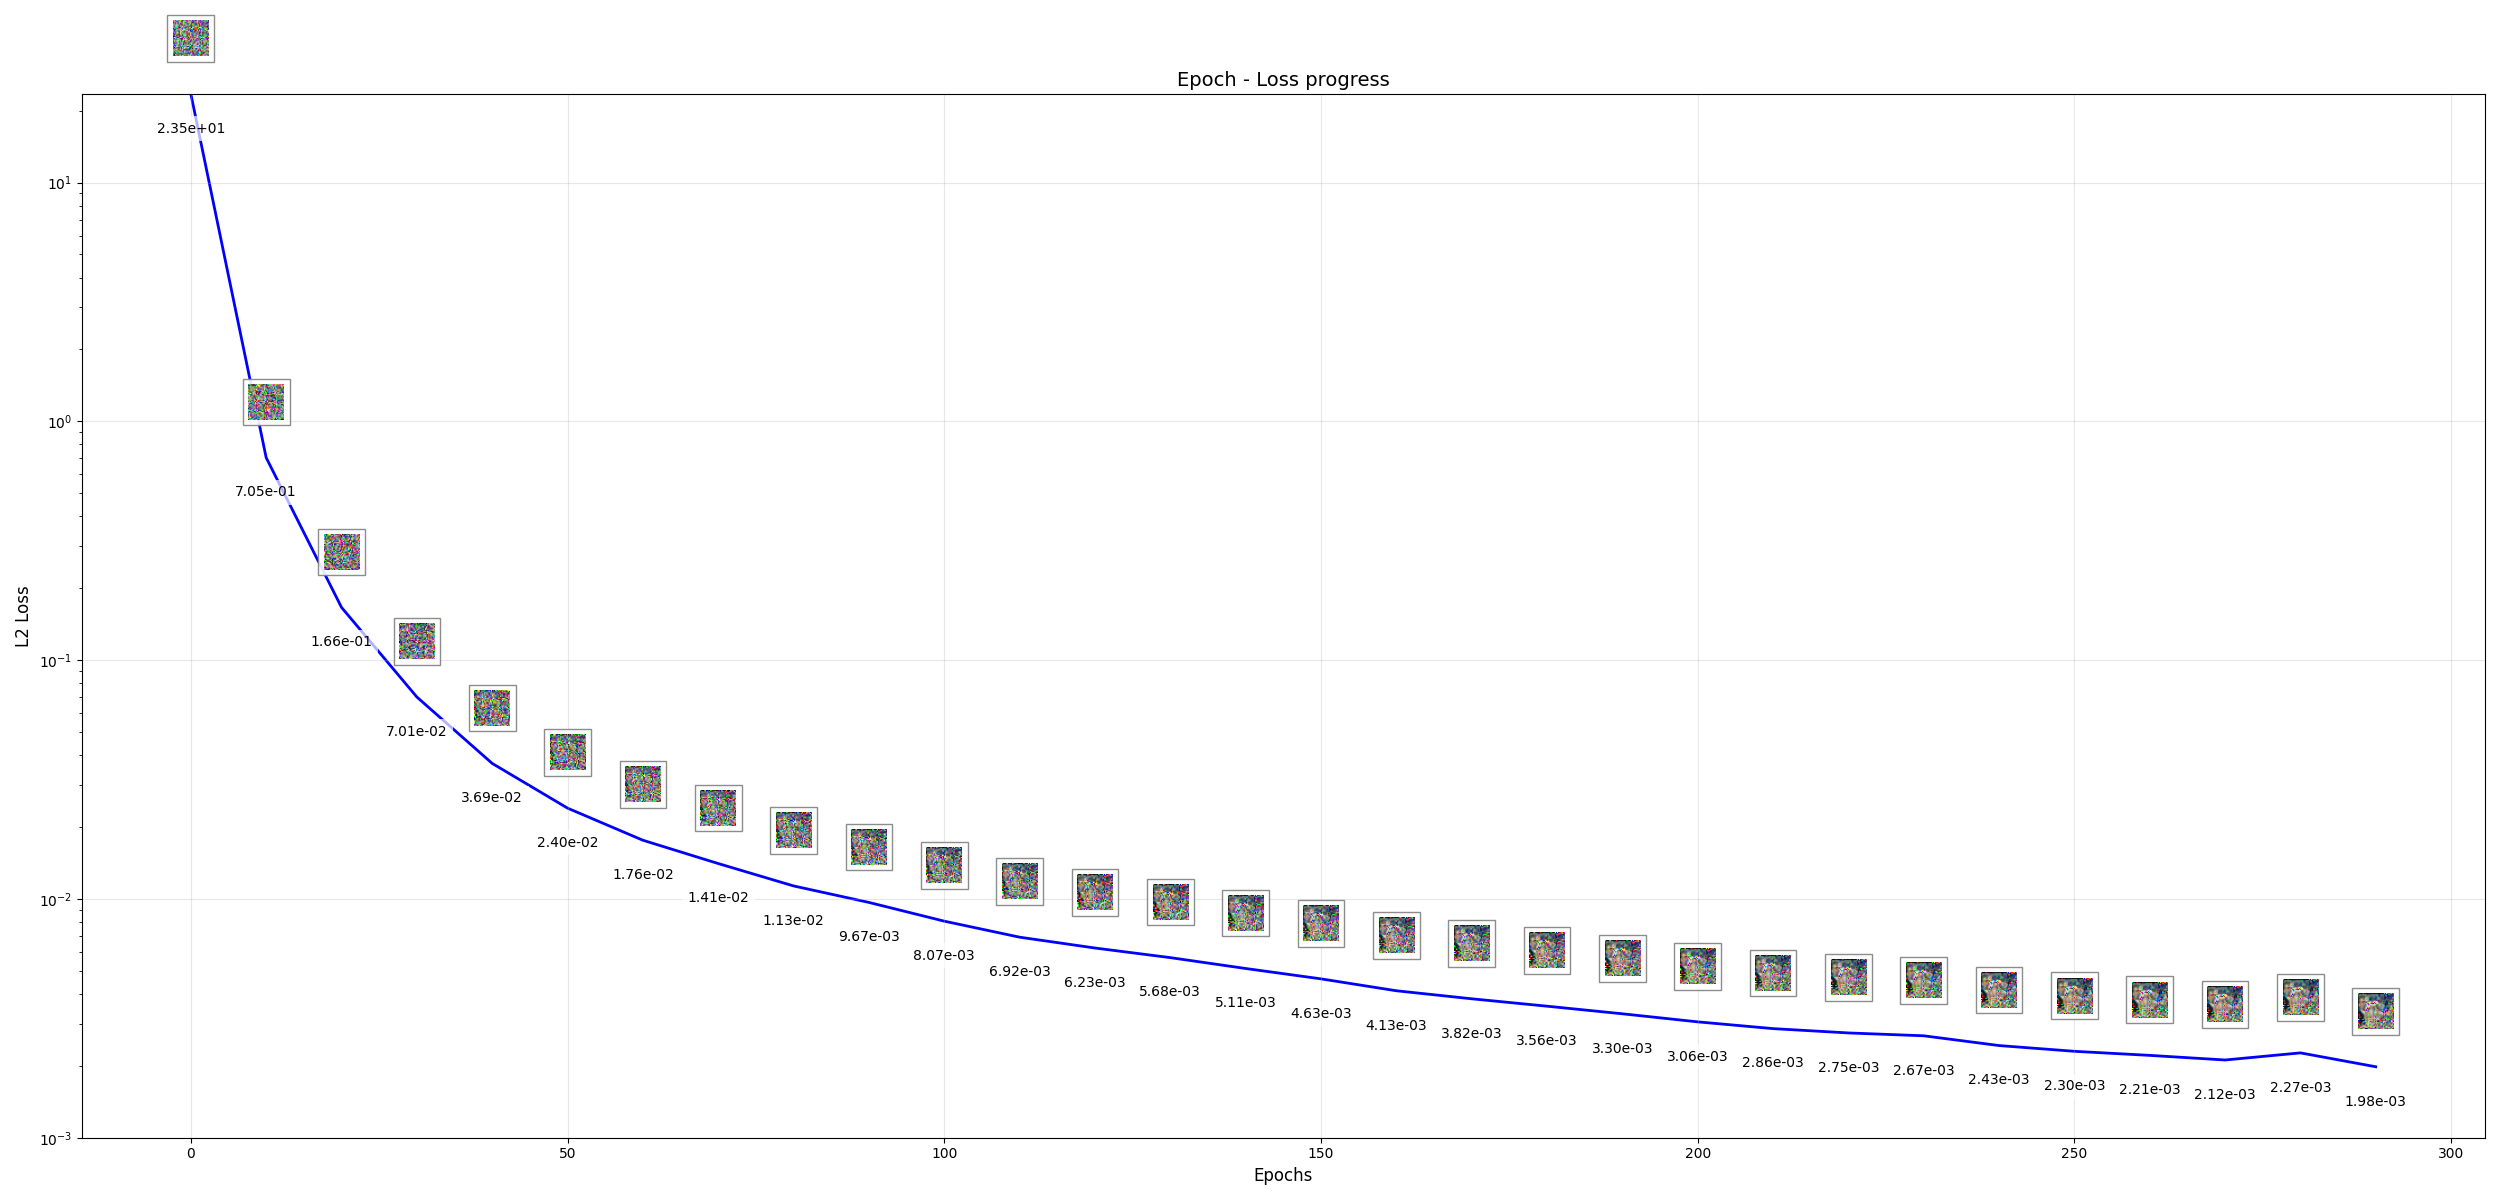 Epoch - Loss progress
L2 Loss
10¹
10⁰
10⁻¹
10⁻²
10⁻³
2.35e+01
7.05e-01
1.66e-01
7.01e-02
3.69e-02
2.40e-02
1.76e-02
1.41e-02
1.13e-02
9.67e-03
8.07e-03
6.92e-03
6.23e-03
5.68e-03
5.11e-03
4.63e-03
4.13e-03
3.82e-03
3.56e-03
3.30e-03
3.06e-03
2.86e-03
2.75e-03
2.67e-03
2.43e-03
2.30e-03
2.21e-03
2.12e-03
2.27e-03
1.98e-03
0 50 100 150 200 250 300
Epochs